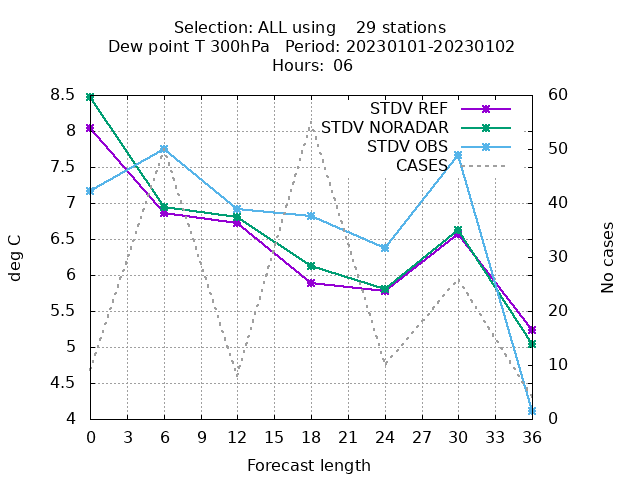 Selection: ALL using    29 stations
Dew point T 300hPa   Period: 20230101-20230102
Hours:  06
STDV REF
STDV NORADAR
STDV OBS
CASES
deg C
8.5
8
7.5
7
6.5
6
5.5
5
4.5
4
60
50
40
30
20
10
0
No cases
0 3 6 9 12 15 18 21 24 27 30 33 36
Forecast length